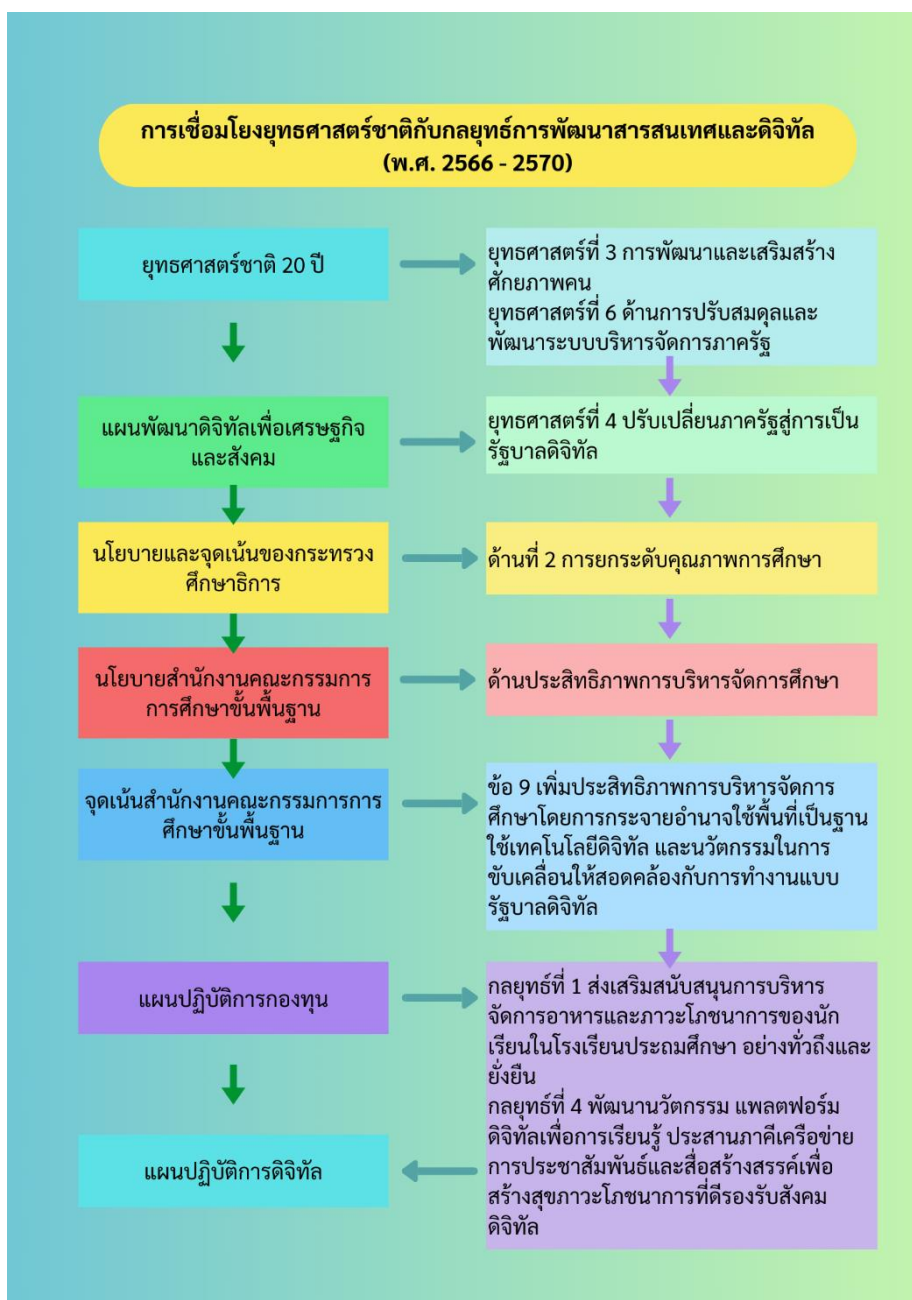 การเชื่อมโยงยุทธศาสตร์ชาติกับกลยุทธ์การพัฒนาสารสนเทศและดิจิทัล
(พ.ศ. 2566 - 2570)
ยุทธศาสตร์ชาติ 20 ปี
ยุทธศาสตร์ที่ 3 การพัฒนาและเสริมสร้าง
ศักยภาพคน
ยุทธศาสตร์ที่ 6 ด้านการปรับสมดุลและ
พัฒนาระบบบริหารจัดการภาครัฐ
แผนพัฒนาดิจิทัลเพื่อเศรษฐกิจ
และสังคม
ยุทธศาสตร์ที่ 4 ปรับเปลี่ยนภาครัฐสู่การเป็น
รัฐบาลดิจิทัล
นโยบายและจุดเน้นของกระทรวง
ศึกษาธิการ
ด้านที่ 2 การยกระดับคุณภาพการศึกษา
นโยบายสำนักงานคณะกรรมการ
การศึกษาขั้นพื้นฐาน
ด้านประสิทธิภาพการบริหารจัดการศึกษา
จุดเน้นสำนักงานคณะกรรมการการ
ศึกษาขั้นพื้นฐาน
ข้อ 9 เพิ่มประสิทธิภาพการบริหารจัดการ
ศึกษาโดยการกระจายอำนาจใช้พื้นที่เป็นฐาน
ใช้เทคโนโลยีดิจิทัล และนวัตกรรมในการ
ขับเคลื่อนให้สอดคล้องกับการทำงานแบบ
รัฐบาลดิจิทัล
แผนปฏิบัติการกองทุน
กลยุทธ์ที่ 1 ส่งเสริมสนับสนุนการบริหาร
จัดการอาหารและภาวะโภชนาการของนัก
เรียนในโรงเรียนประถมศึกษา อย่างทั่วถึงและ
ยั่งยืน
กลยุทธ์ที่ 4 พัฒนานวัตกรรม แพลตฟอร์ม
ดิจิทัลเพื่อการเรียนรู้ ประสานภาคีเครือข่าย
การประชาสัมพันธ์และสื่อสร้างสรรค์เพื่อ
สร้างสุขภาวะโภชนาการที่ดีรองรับสังคม
ดิจิทัล
แผนปฏิบัติการดิจิทัล